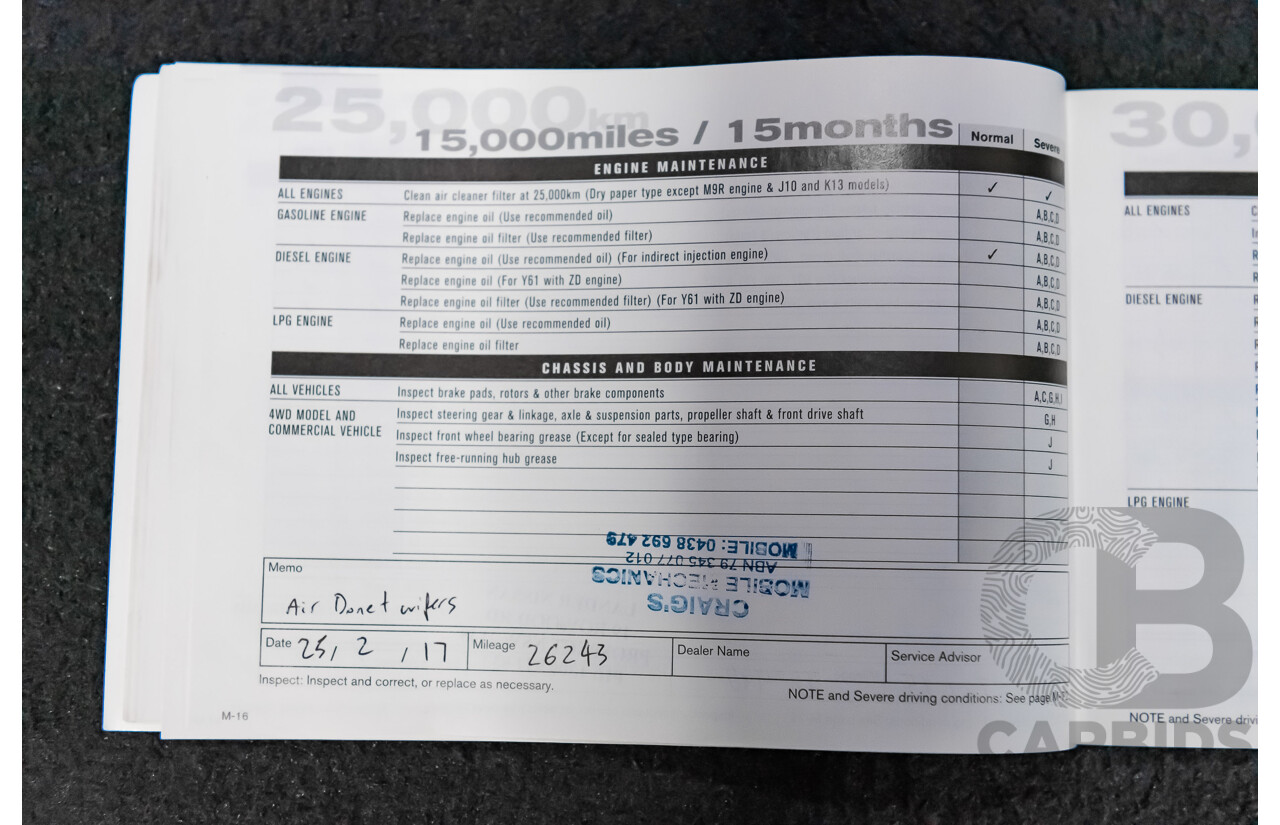 25,000km
15,000miles / 15months
Normal Severe
ENGINE MAINTENANCE
ALL ENGINES Clean air cleaner filter at 25,000km (Dry paper type except M9R engine & J10 and K13 models) ✓ ✓
GASOLINE ENGINE Replace engine oil (Use recommended oil) A,B,C,D
Replace engine oil filter (Use recommended filter) A,B,C,D
DIESEL ENGINE Replace engine oil (Use recommended oil) (For indirect injection engine) ✓ A,B,C,D
Replace engine oil (For Y61 with ZD engine) A,B,C,D
Replace engine oil filter (Use recommended filter) (For Y61 with ZD engine) A,B,C,D
LPG ENGINE Replace engine oil (Use recommended oil) A,B,C,D
Replace engine oil filter A,B,C,D
CHASSIS AND BODY MAINTENANCE
ALL VEHICLES Inspect brake pads, rotors & other brake components A,C,G,H,I
4WD MODEL AND COMMERCIAL VEHICLE Inspect steering gear & linkage, axle & suspension parts, propeller shaft & front drive shaft G,H
Inspect front wheel bearing grease (Except for sealed type bearing) J
Inspect free-running hub grease J
CRAIG'S
MOBILE MECHANICS
ABN 79 345 077 012
MOBILE: 0438 692 479
Memo
Air Donet wifers
Date 25, 2, 17 Mileage 26243 Dealer Name Service Advisor
Inspect: Inspect and correct, or replace as necessary.
NOTE and Severe driving conditions: See page
M-16
30,
ALL ENGINES
DIESEL ENGINE
LPG ENGINE
NOTE and Severe driv
CB
CARBIDS